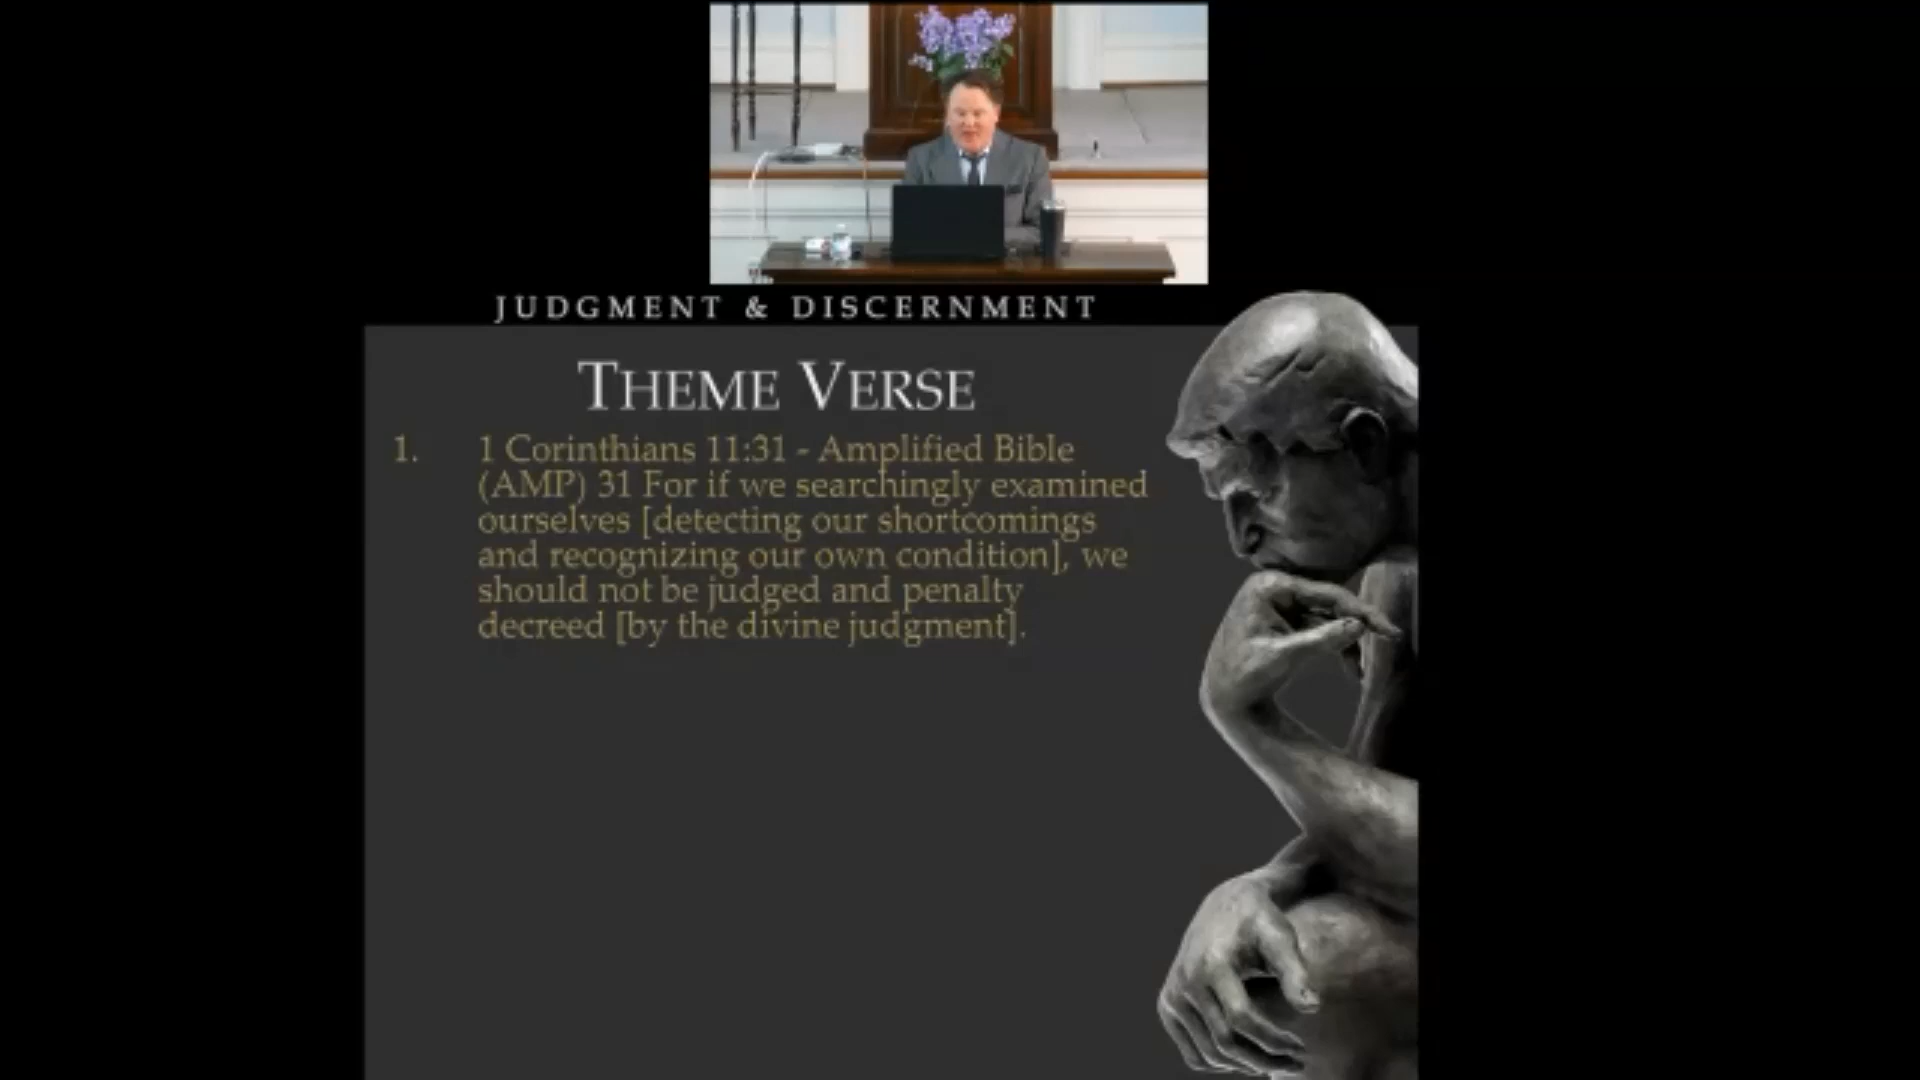 JUDGMENT & DISCERNMENT
THEME VERSE
1. 1 Corinthians 11:31 - Amplified Bible
(AMP) 31 For if we searchingly examined
ourselves [detecting our shortcomings
and recognizing our own condition], we
should not be judged and penalty
decreed [by the divine judgment].